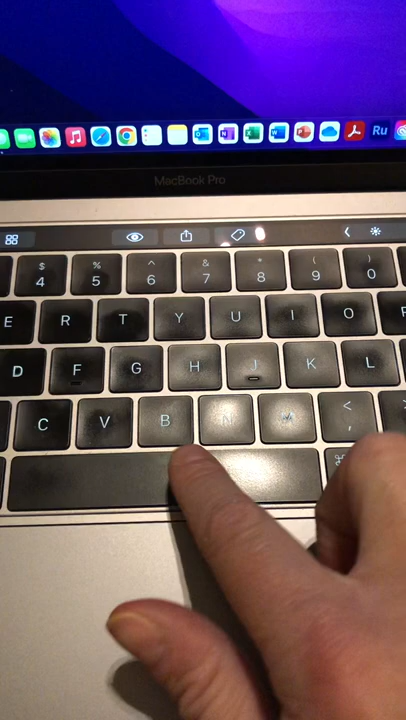 Ru
MacBook Pro
$ % ^ & * ( )
4 5 6 7 8 9 0
E R T Y U I O
D F G H J K L
C V B N M <
,
⌘